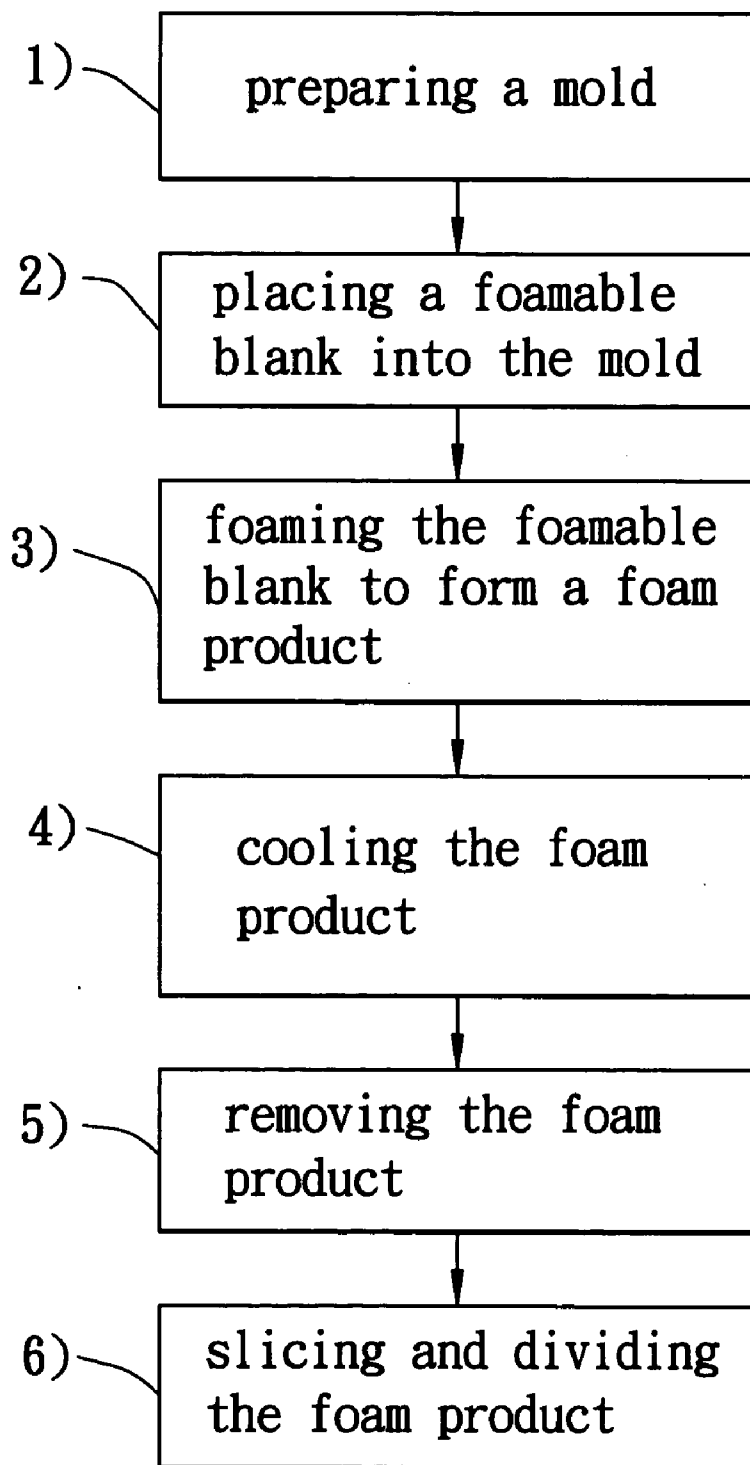 1)
preparing a mold
2)
placing a foamable
blank into the mold
3)
foaming the foamable
blank to form a foam
product
4)
cooling the foam
product
5)
removing the foam
product
6)
slicing and dividing
the foam product